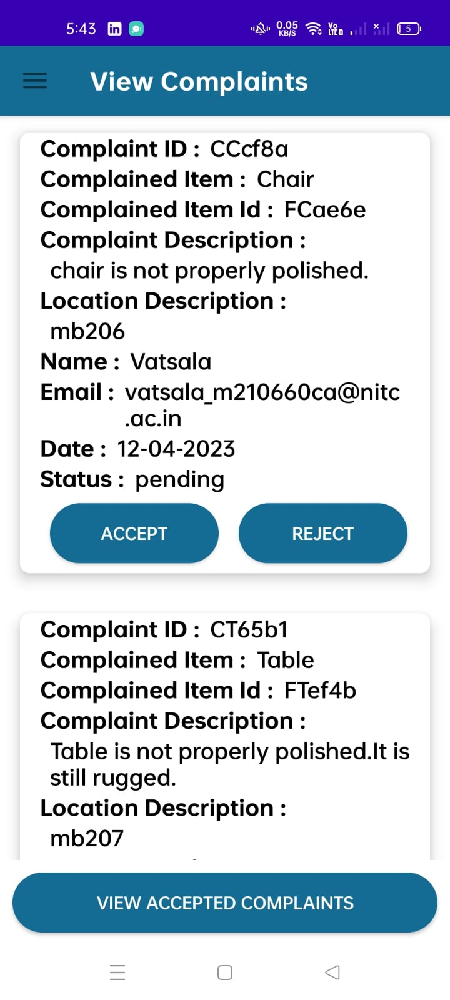 5:43 in 0.05 KB/S Vo LTE 5
View Complaints
Complaint ID : CCcf8a
Complained Item : Chair
Complained Item Id : FCae6e
Complaint Description :
chair is not properly polished.
Location Description :
mb206
Name : Vatsala
Email : vatsala_m210660ca@nitc
.ac.in
Date : 12-04-2023
Status : pending
ACCEPT REJECT
Complaint ID : CT65b1
Complained Item : Table
Complained Item Id : FTef4b
Complaint Description :
Table is not properly polished.It is
still rugged.
Location Description :
mb207
VIEW ACCEPTED COMPLAINTS